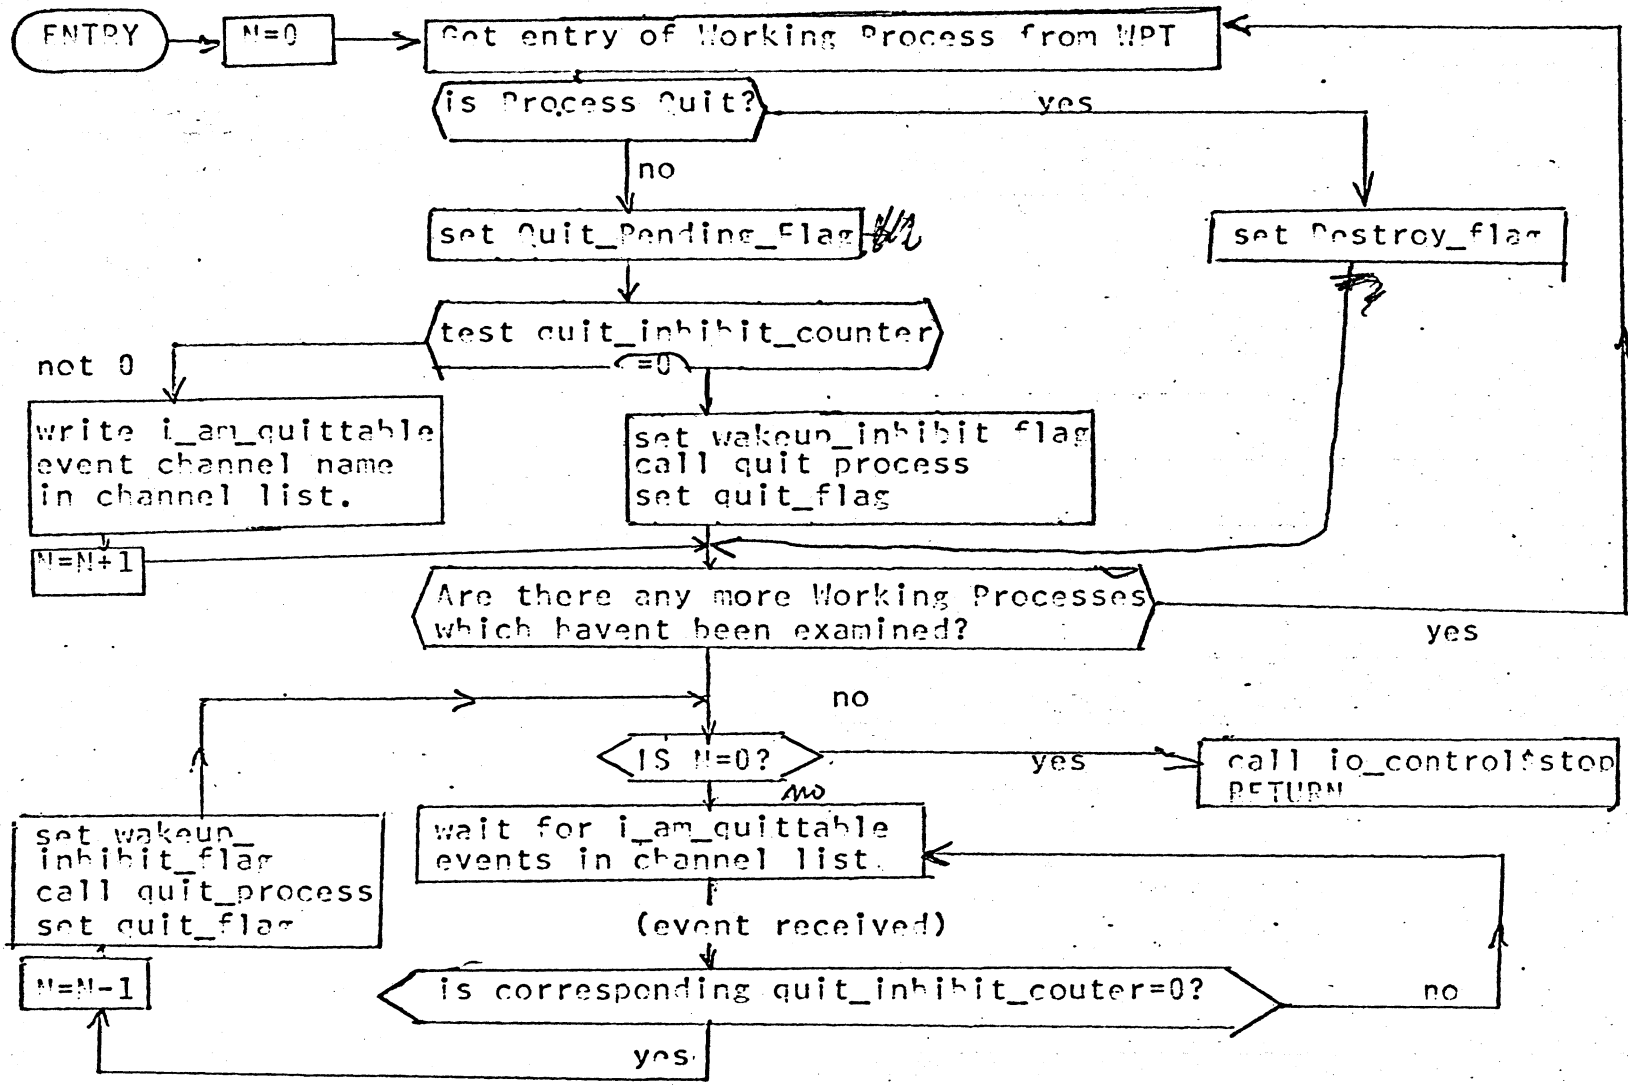 ENTRY
N=0
Get entry of Working Process from WPT
is Process Quit?
yes
no
set Quit_Pending_Flag
set Destroy_flag
test quit_inhibit_counter
=0
not 0
write i_am_quittable
event channel name
in channel list.
set wakeup_inhibit flag
call quit process
set quit_flag
N=N+1
Are there any more Working Processes
which havent been examined?
yes
no
IS N=0?
yes
call io_control$stop
RETURN
no
wait for i_am_quittable
events in channel list.
set wakeup_
inhibit_flag
call quit_process
set quit_flag
(event received)
N=N-1
is corresponding quit_inhibit_couter=0?
no
yes